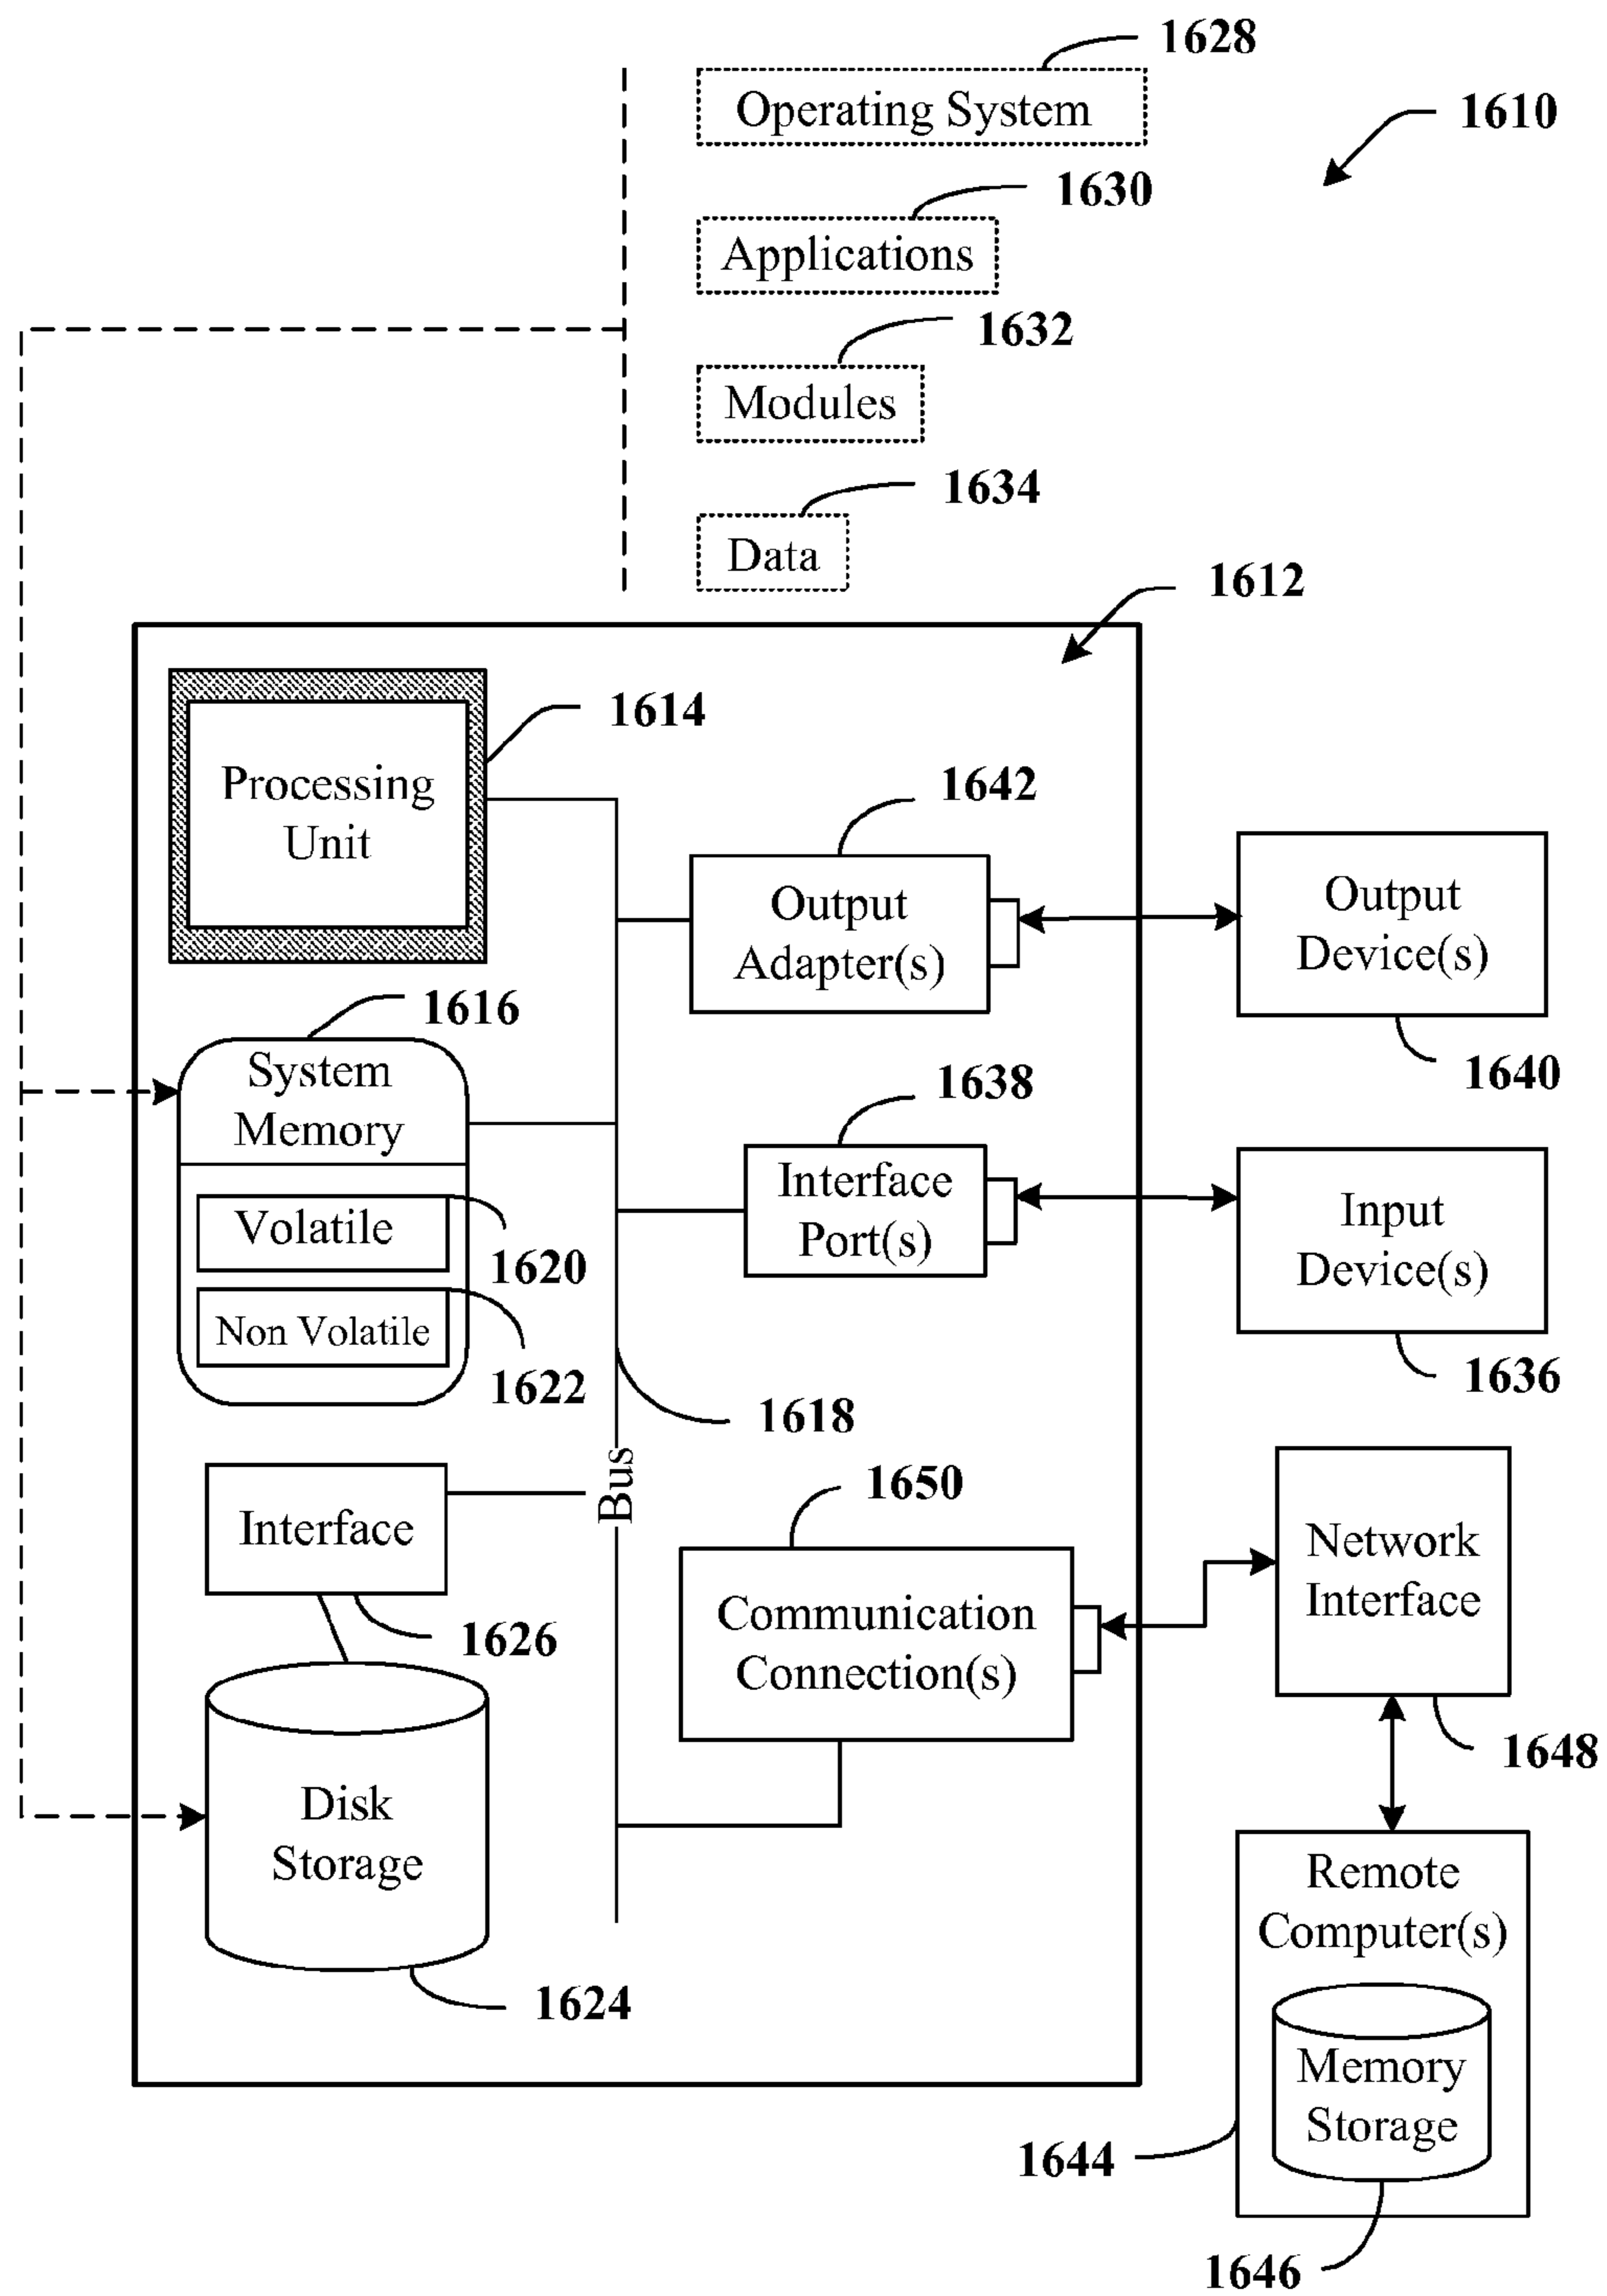 1628
Operating System
1610
1630
Applications
1632
Modules
1634
Data
1612
1614
Processing
Unit
1642
Output
Adapter(s)
Output
Device(s)
1640
1616
System
Memory
1638
Interface
Port(s)
Input
Device(s)
1636
Volatile
1620
Non Volatile
1622
1618
Bus
Interface
1626
1650
Communication
Connection(s)
Network
Interface
1648
Disk
Storage
1624
Remote
Computer(s)
Memory
Storage
1644
1646